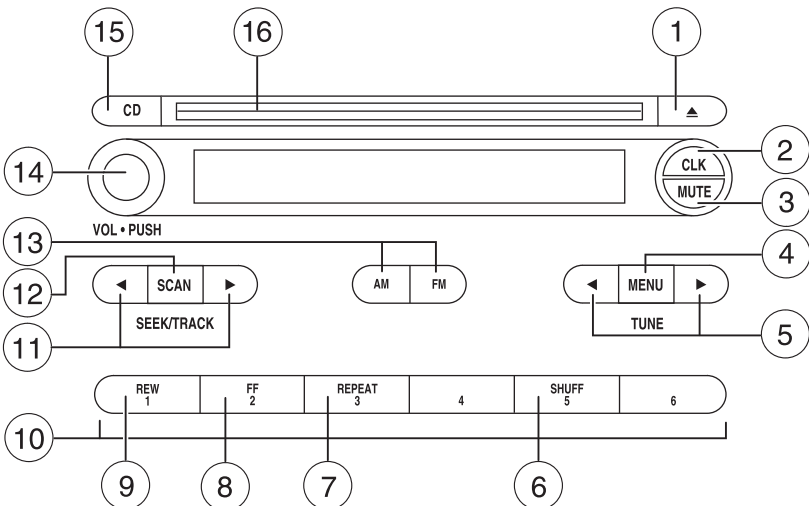 15
16
1
CD
14
2
CLK
MUTE
3
VOL • PUSH
13
12
SCAN
AM
FM
MENU
4
11
SEEK/TRACK
TUNE
5
REW
1
FF
2
REPEAT
3
4
SHUFF
5
6
10
9
8
7
6